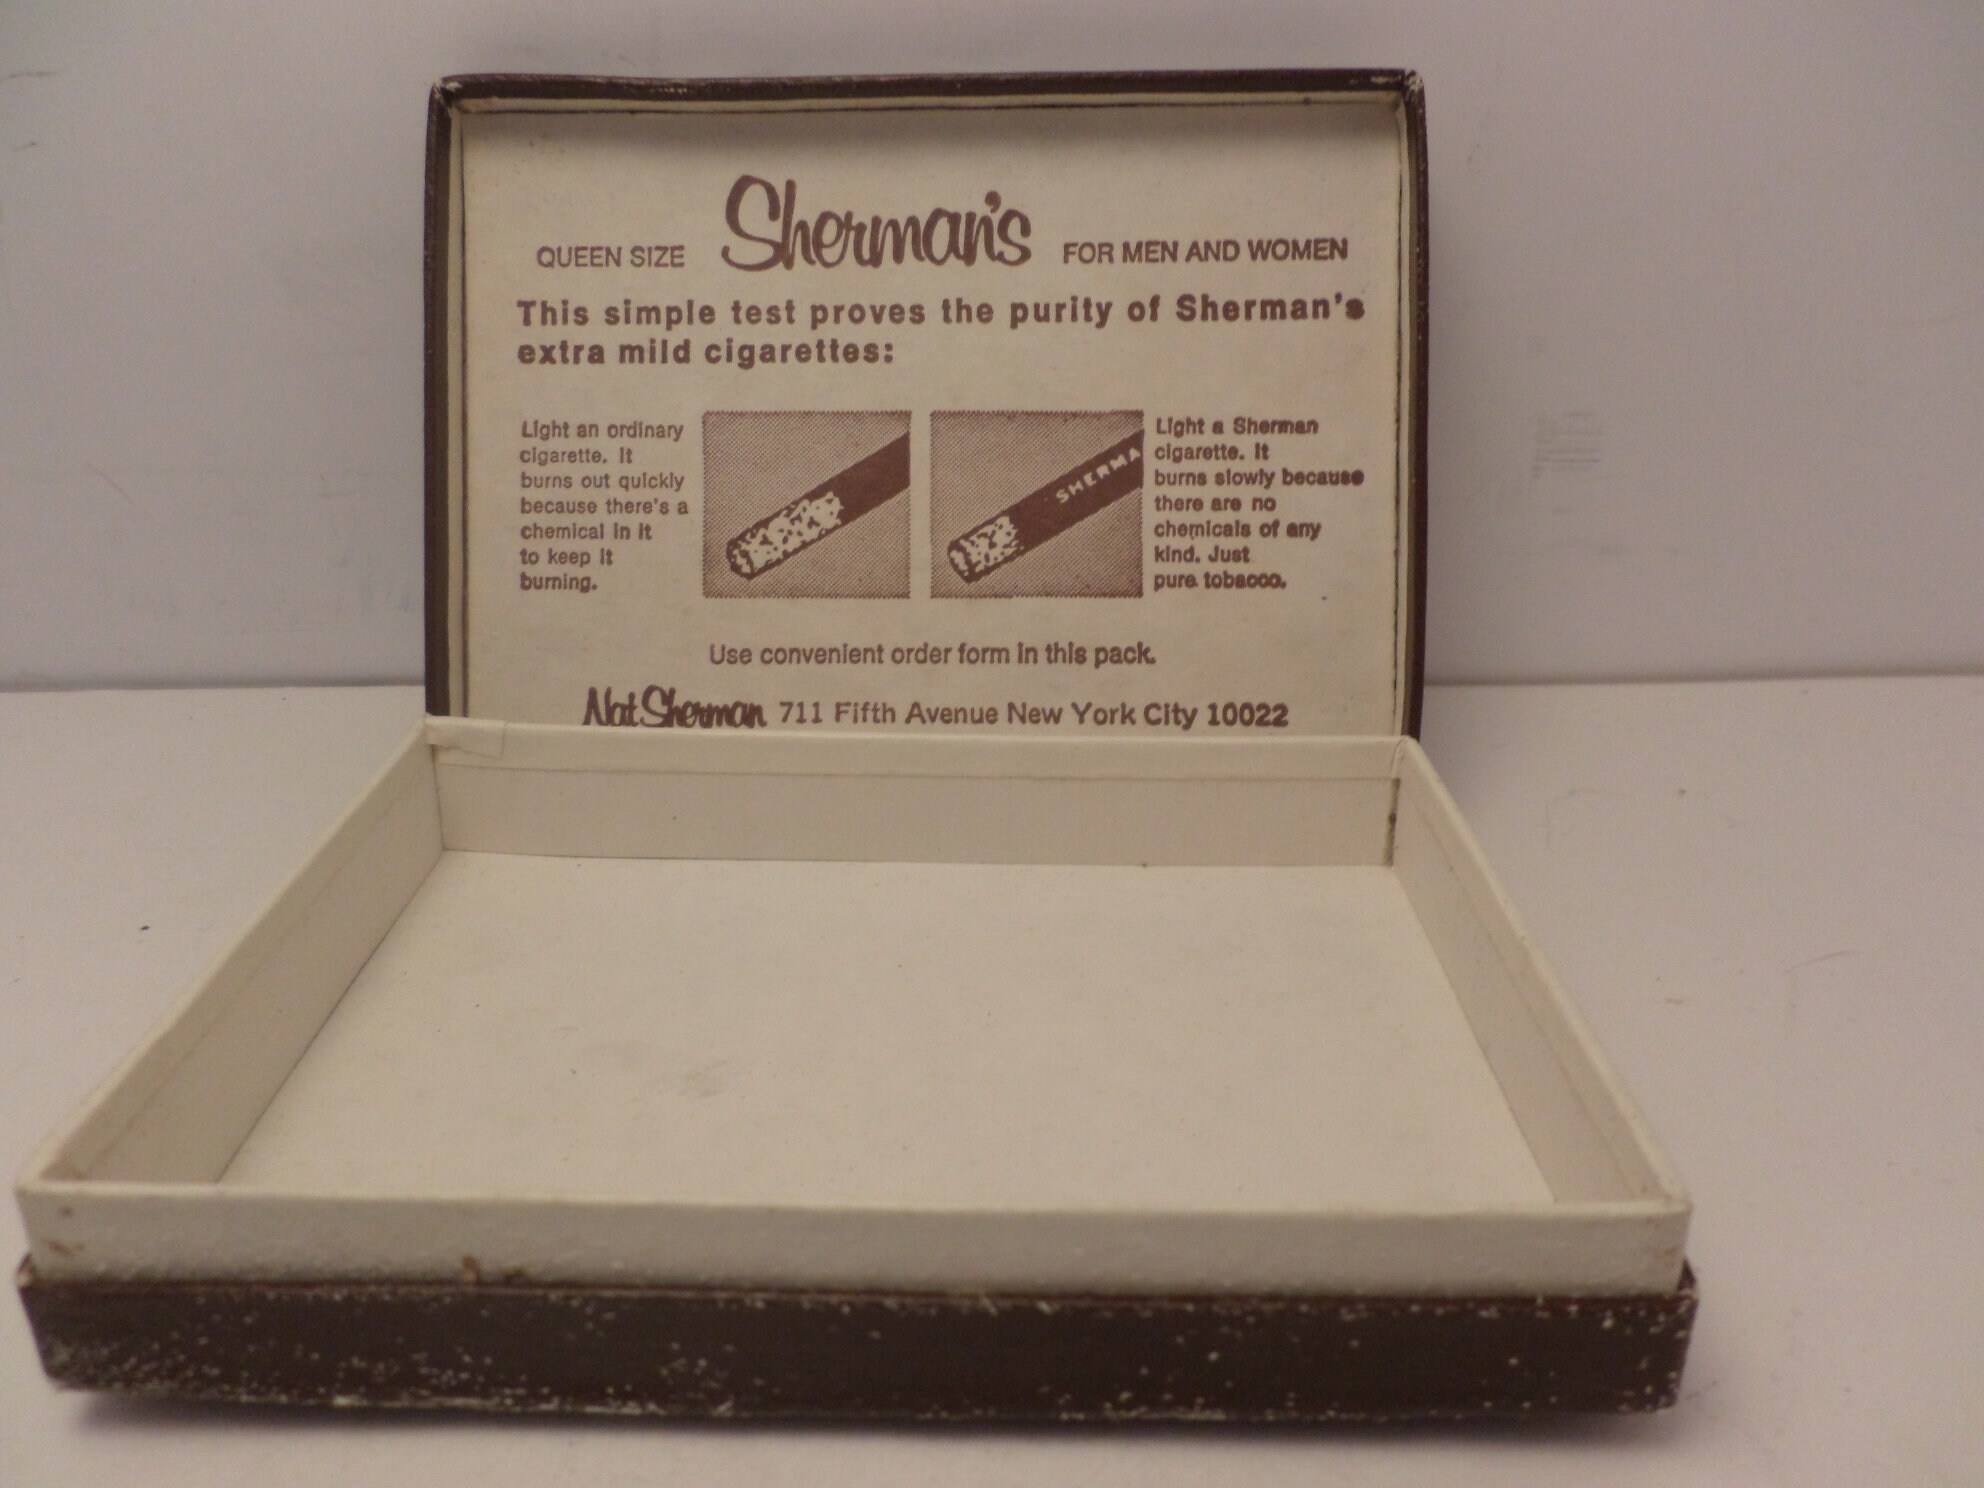 QUEEN SIZE Sherman's FOR MEN AND WOMEN
This simple test proves the purity of Sherman's
extra mild cigarettes:
Light an ordinary
cigarette. It
burns out quickly
because there's a
chemical in it
to keep it
burning.
SHERMA
Light a Sherman
cigarette. It
burns slowly because
there are no
chemicals of any
kind. Just
pure tobacco.
Use convenient order form in this pack.
Nat Sherman 711 Fifth Avenue New York City 10022